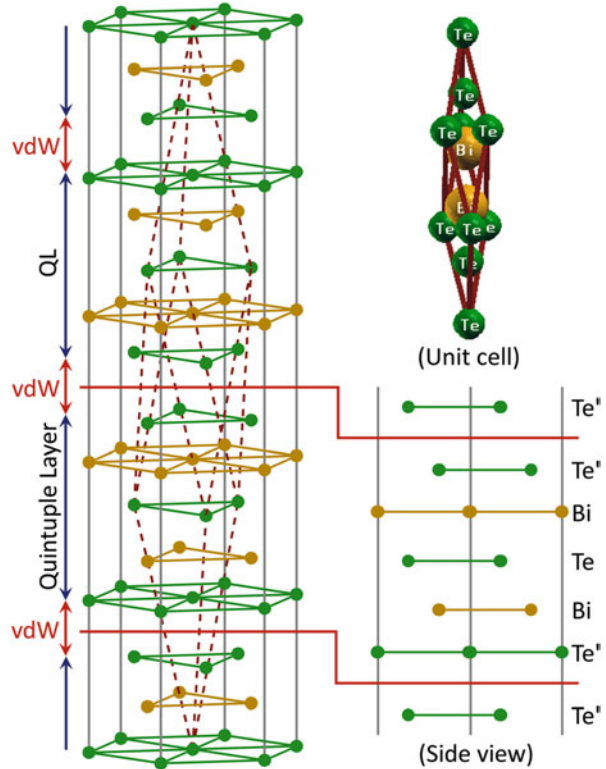 vdW
QL
vdW
Quintuple Layer
vdW
Te
Te
Te
Te
Bi
Bi
Te
Te
e
Te
Te
(Unit cell)
Te"
Te"
Bi
Te
Bi
Te"
Te"
(Side view)